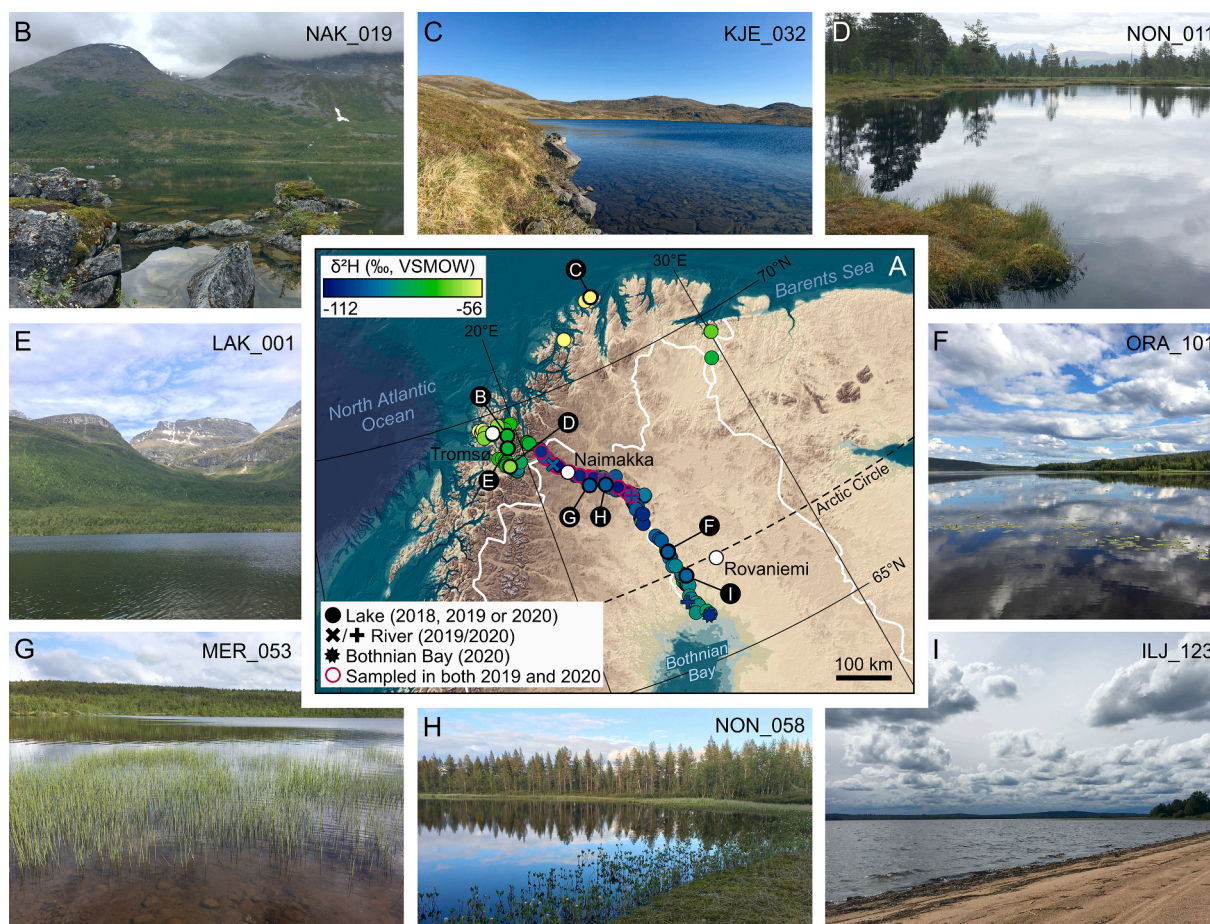 B NAK_019
C KJE_032
D NON_011
A
δ²H (‰, VSMOW)
-112 -56
C
30°E
70°N
Barents Sea
20°E
North Atlantic
Ocean
B
D
Tromsø
Naimakka
E
G
H
Arctic Circle
F
Rovaniemi
I
65°N
Lake (2018, 2019 or 2020)
/ River (2019/2020)
Bothnian Bay (2020)
Sampled in both 2019 and 2020
Bothnian
Bay
100 km
E LAK_001
F ORA_101
G MER_053
H NON_058
I ILJ_123